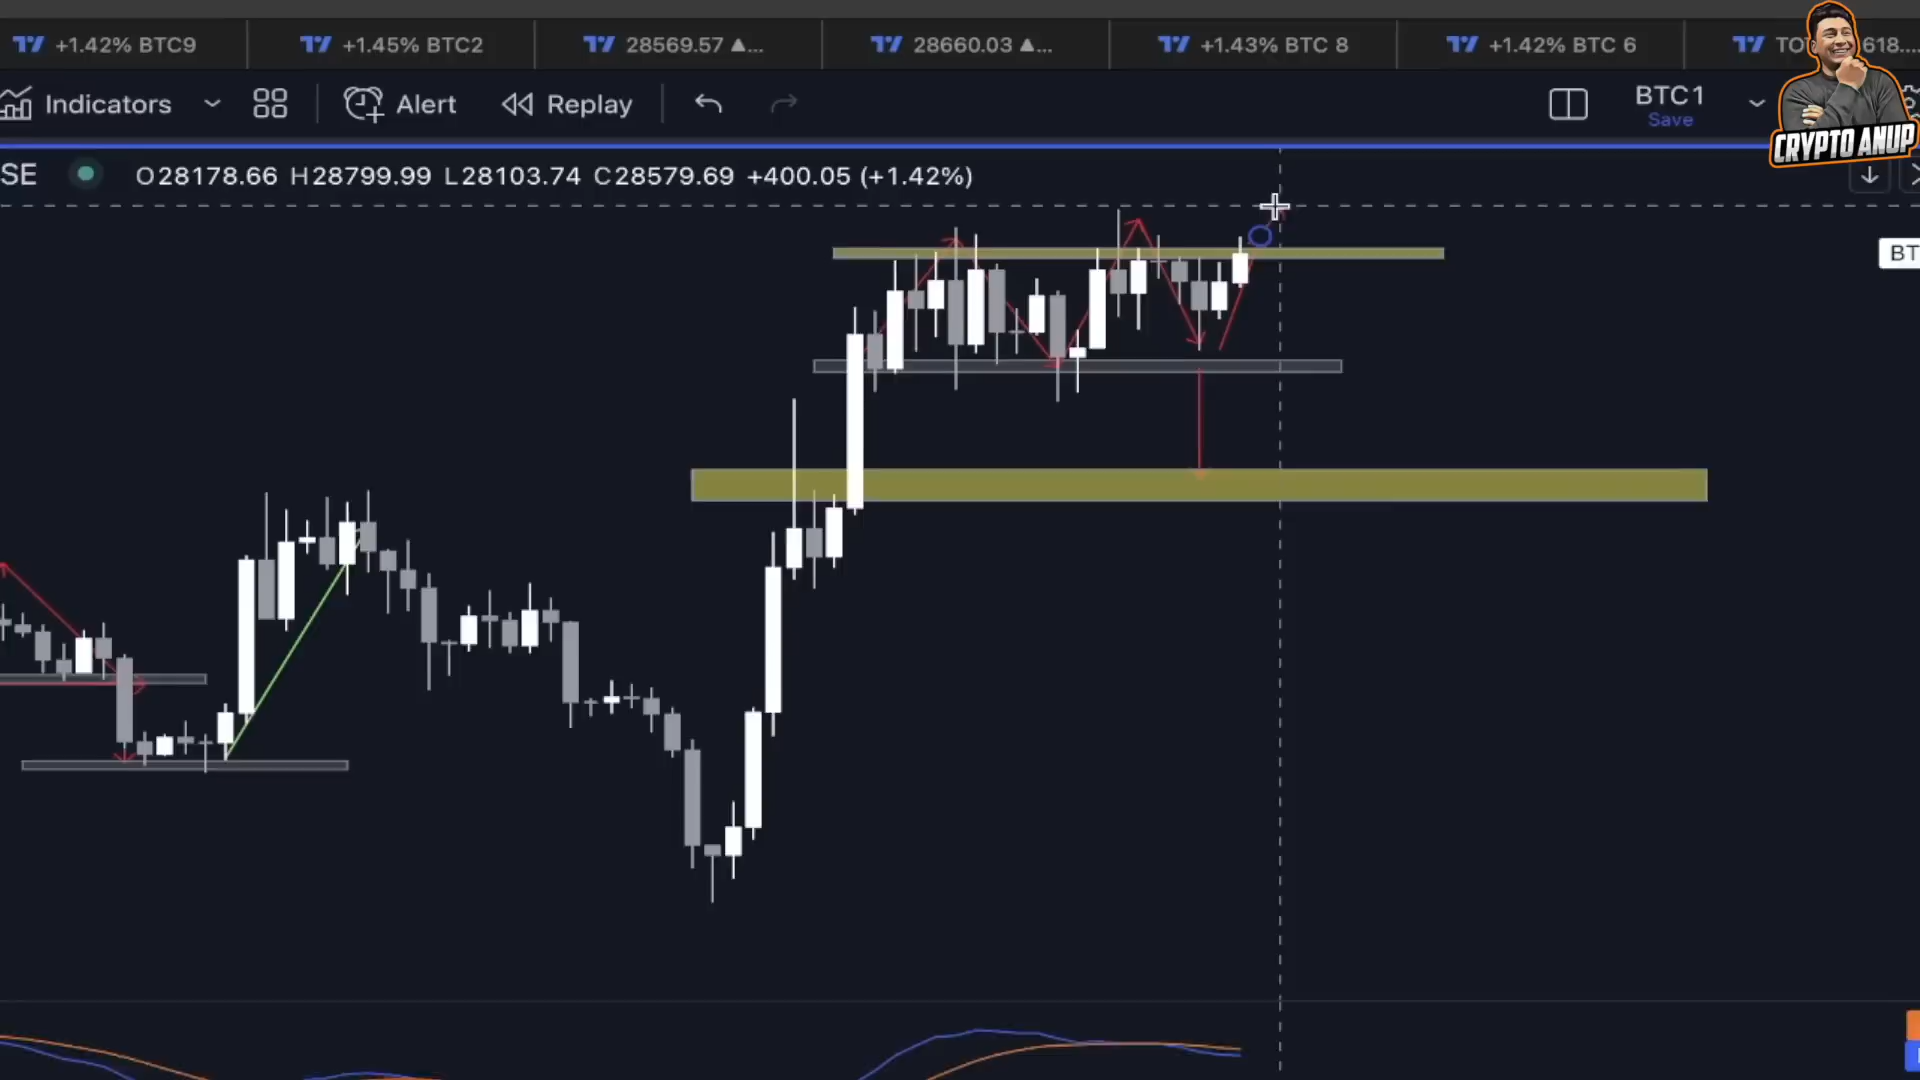 +1.42% BTC9
+1.45% BTC2
28569.57 ▲...
28660.03 ▲...
+1.43% BTC 8
+1.42% BTC 6
618....
Indicators
Alert
Replay
BTC1
Save
CRYPTO ANUP
SE
O28178.66 H28799.99 L28103.74 C28579.69 +400.05 (+1.42%)
BT